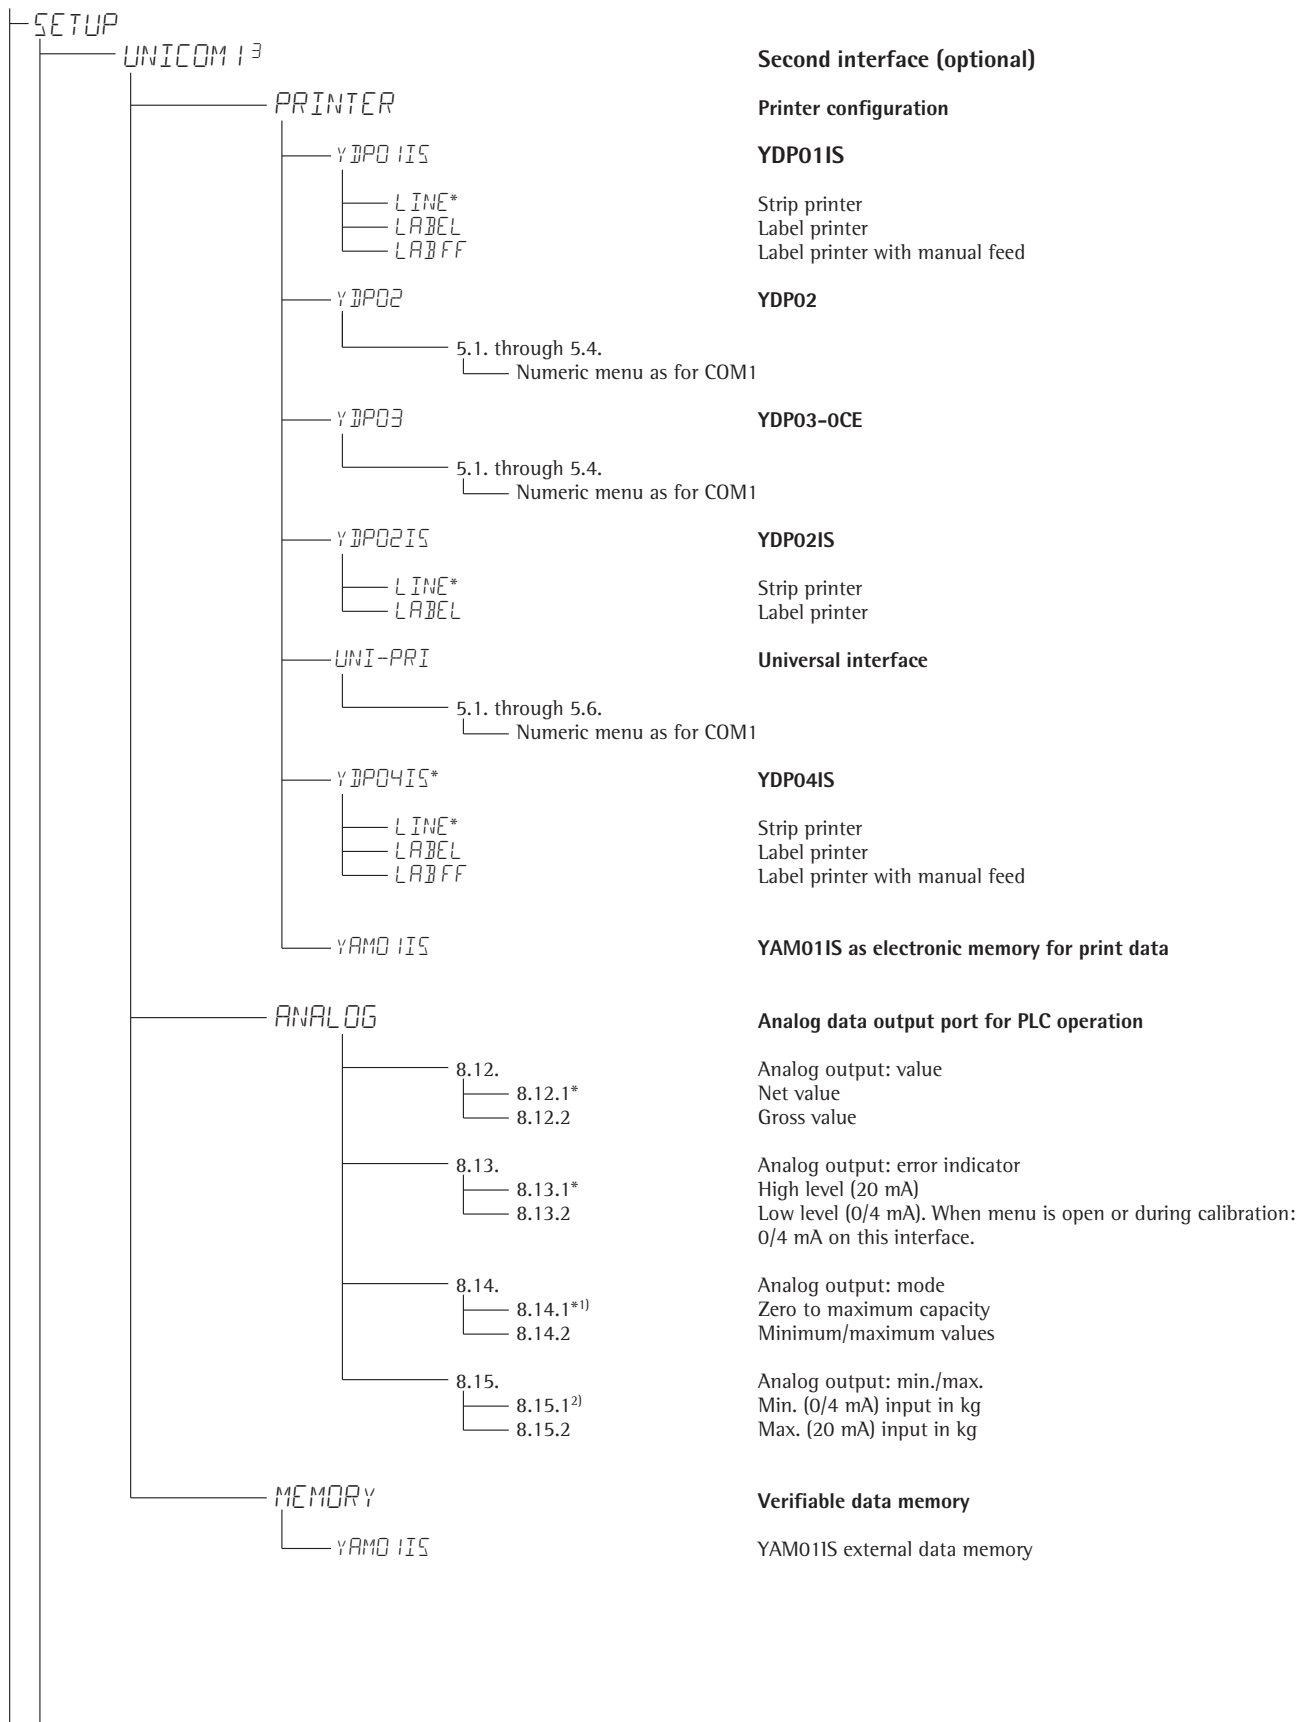 SETUP
UNICOM 1 3 Second interface (optional)
PRINTER Printer configuration
YDP01IS YDP01IS
LINE* Strip printer
LABEL Label printer
LABFF Label printer with manual feed
YDP02 YDP02
5.1. through 5.4.
Numeric menu as for COM1
YDP03 YDP03-0CE
5.1. through 5.4.
Numeric menu as for COM1
YDP02IS YDP02IS
LINE* Strip printer
LABEL Label printer
UNI-PRI Universal interface
5.1. through 5.6.
Numeric menu as for COM1
YDP04IS* YDP04IS
LINE* Strip printer
LABEL Label printer
LABFF Label printer with manual feed
YAM01IS YAM01IS as electronic memory for print data
ANALOG Analog data output port for PLC operation
8.12. Analog output: value
8.12.1* Net value
8.12.2 Gross value
8.13. Analog output: error indicator
8.13.1* High level (20 mA)
8.13.2 Low level (0/4 mA). When menu is open or during calibration:
0/4 mA on this interface.
8.14. Analog output: mode
8.14.1*1) Zero to maximum capacity
8.14.2 Minimum/maximum values
8.15. Analog output: min./max.
8.15.12) Min. (0/4 mA) input in kg
8.15.2 Max. (20 mA) input in kg
MEMORY Verifiable data memory
YAM01IS YAM01IS external data memory